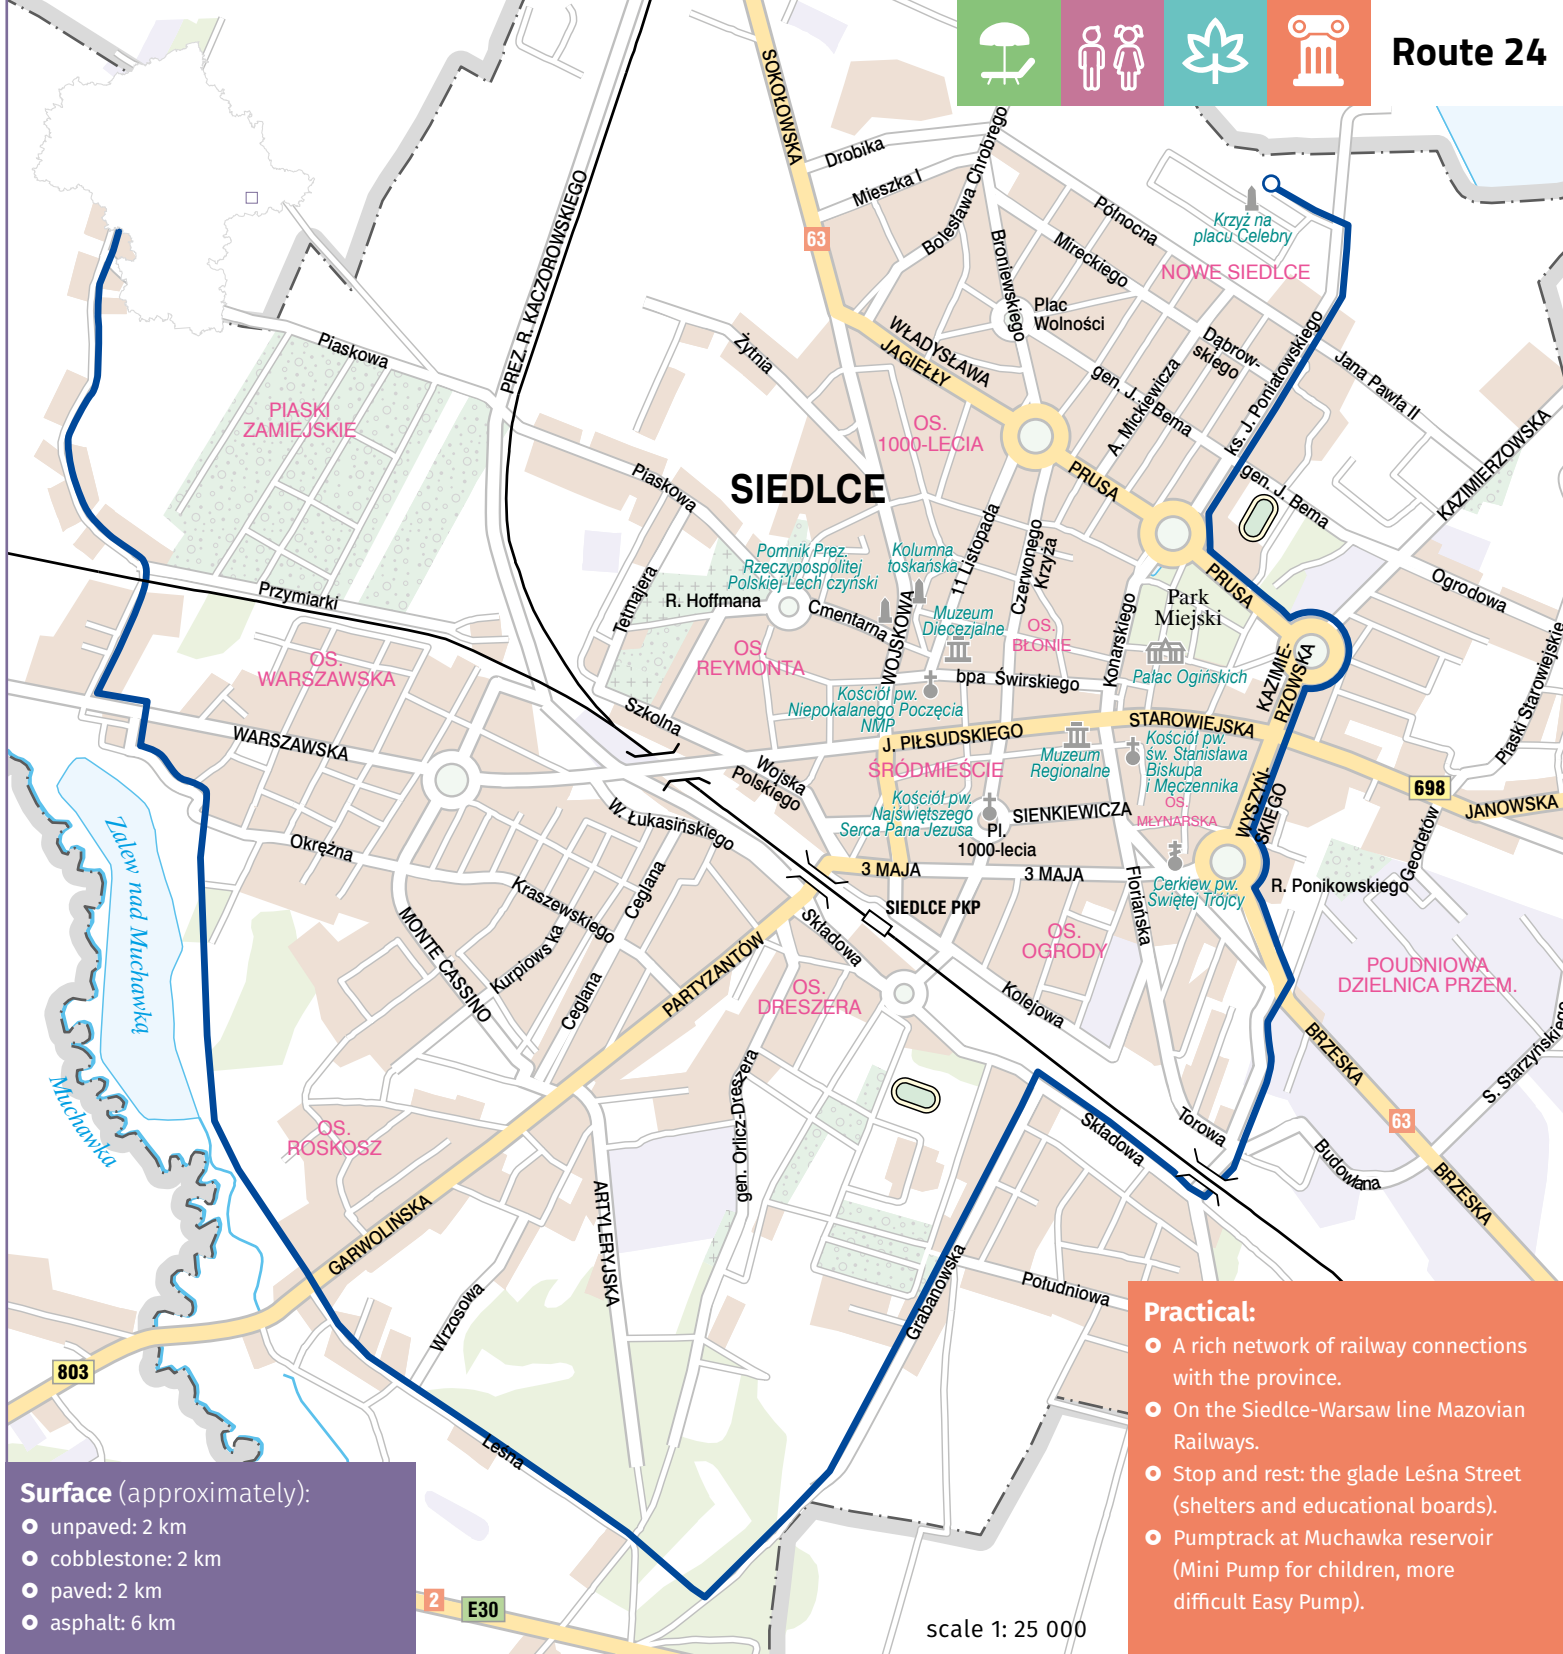 Route 24
SOKOŁOWSKA
Drobika
Mieszka I
Bolesława Chrobrego
63
Północna
Mireckiego
Krzyż na
placu Celebry
NOWE SIEDLCE
Broniewskiego
Plac
Wolności
PREZ. R. KACZOROWSKIEGO
Piaskowa
Żytnia
WŁADYSŁAWA
JAGIEŁŁY
Dąbrow-
skiego
gen. J. Bema
A. Mickiewicza
ks. J. Poniatowskiego
Jana Pawła II
KAZIMIERZOWSKA
PIASKI
ZAMIEJSKIE
OS.
1000-LECIA
PRUSA
gen. J. Bema
SIEDLCE
Piaskowa
11 Listopada
Czerwonego
Krzyża
Pomnik Prez.
Rzeczypospolitej
Polskiej Lech czyński
Kolumna
toskańska
R. Hoffmana
Cmentarna
Tetmajera
Przymiarki
WOJSKOWA
Muzeum
Diecezjalne
OS.
BŁONIE
Konarskiego
Park
Miejski
PRUSA
Ogrodowa
OS.
WARSZAWSKA
OS.
REYMONTA
bpa Świrskiego
Pałac Ogińskich
KAZIMIE-
RZOWSKA
Piaski Starowiejskie
Kościół pw.
Niepokalanego Poczęcia
NMP
Szkolna
WARSZAWSKA
J. PIŁSUDSKIEGO
STAROWIEJSKA
ŚRÓDMIEŚCIE
Muzeum
Regionalne
Kościół pw.
św. Stanisława
Biskupa
i Męczennika
Wojska
Polskiego
W. Łukasińskiego
Kościół pw.
Najświętszego
Serca Pana Jezusa
SIENKIEWICZA
OS.
MŁYNARSKA
WYSZYŃ-
SKIEGO
698
JANOWSKA
Geodetów
Pl.
1000-lecia
Zalew nad Muchawką
Okrężna
3 MAJA
3 MAJA
Cerkiew pw.
Świętej Trójcy
R. Ponikowskiego
Kraszewskiego
Ceglana
Kurpiows ka
Ceglana
MONTE CASSINO
PARTYZANTÓW
Składowa
SIEDLCE PKP
Floriańska
OS.
OGRODY
OS.
DRESZERA
Kolejowa
POUDNIOWA
DZIELNICA PRZEM.
BRZESKA
S. Starzyńskiego
Muchawka
OS.
ROSKOSZ
gen. Orlicz-Dreszera
Składowa
Torowa
63
Budowlana
BRZESKA
GARWOLIŃSKA
ARTYLERYJSKA
Wrzosowa
Grabanowska
Południowa
803
Leśna
2
E30
scale 1: 25 000
Surface (approximately):
unpaved: 2 km
cobblestone: 2 km
paved: 2 km
asphalt: 6 km
Practical:
A rich network of railway connections
with the province.
On the Siedlce-Warsaw line Mazovian
Railways.
Stop and rest: the glade Leśna Street
(shelters and educational boards).
Pumptrack at Muchawka reservoir
(Mini Pump for children, more
difficult Easy Pump).